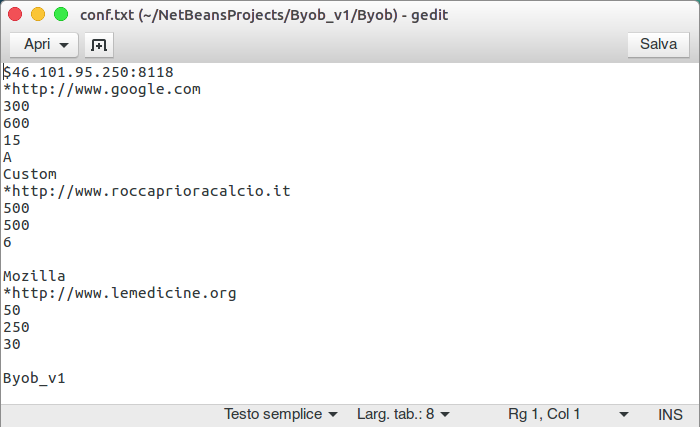 conf.txt (~/NetBeansProjects/Byob_v1/Byob) - gedit
Apri
Salva
$46.101.95.250:8118
*http://www.google.com
300
600
15
A
Custom
*http://www.roccaprioracalcio.it
500
500
6
Mozilla
*http://www.lemedicine.org
50
250
30
Byob_v1
Testo semplice Larg. tab.: 8 Rg 1, Col 1 INS